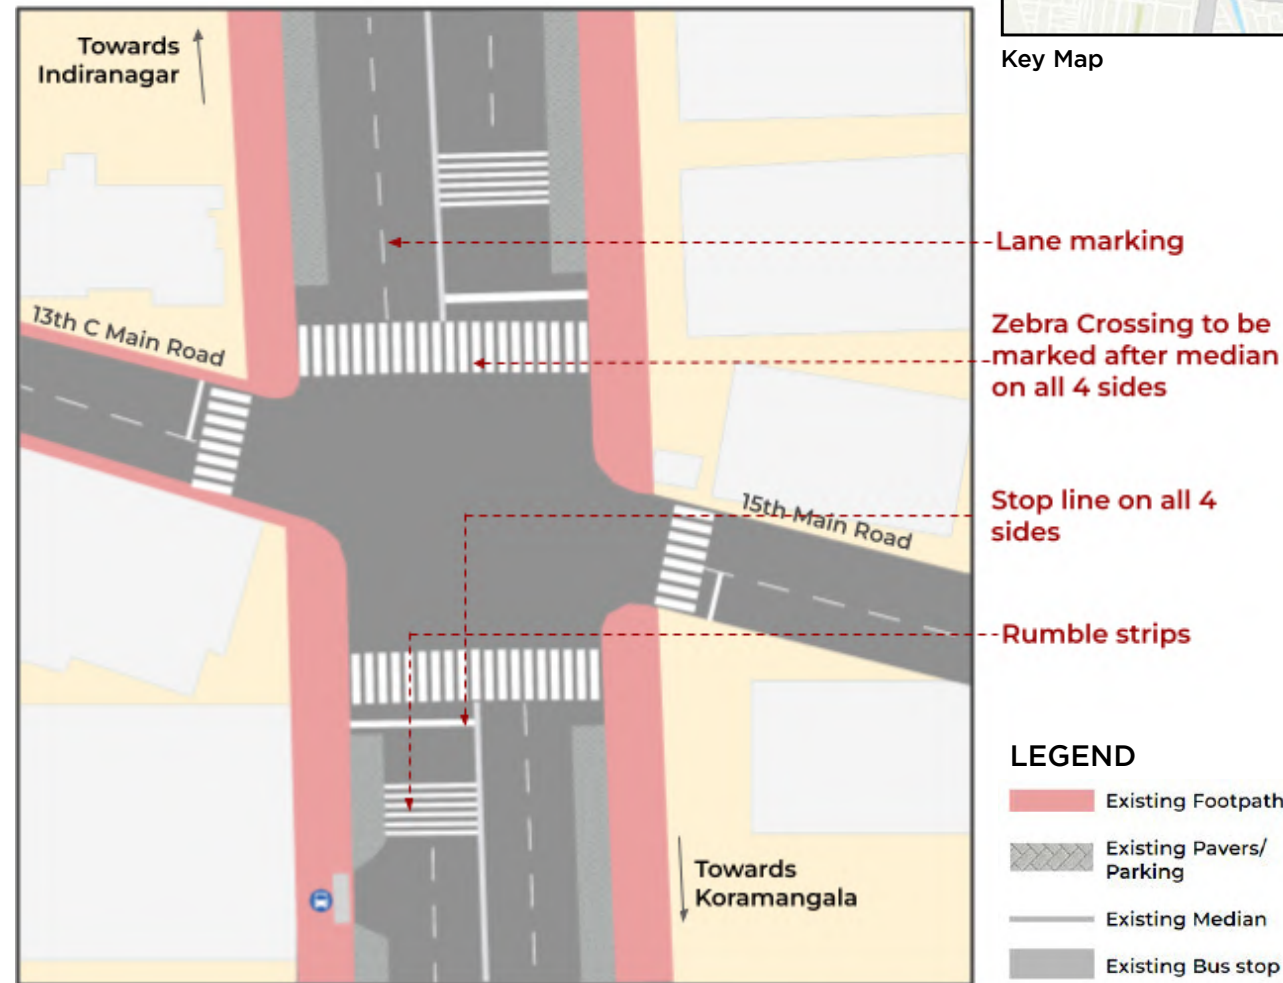 Towards
Indiranagar
Key Map
Lane marking
13th C Main Road
Zebra Crossing to be
marked after median
on all 4 sides
15th Main Road
Stop line on all 4
sides
Rumble strips
Towards
Koramangala
LEGEND
Existing Footpath
Existing Pavers/
Parking
Existing Median
Existing Bus stop